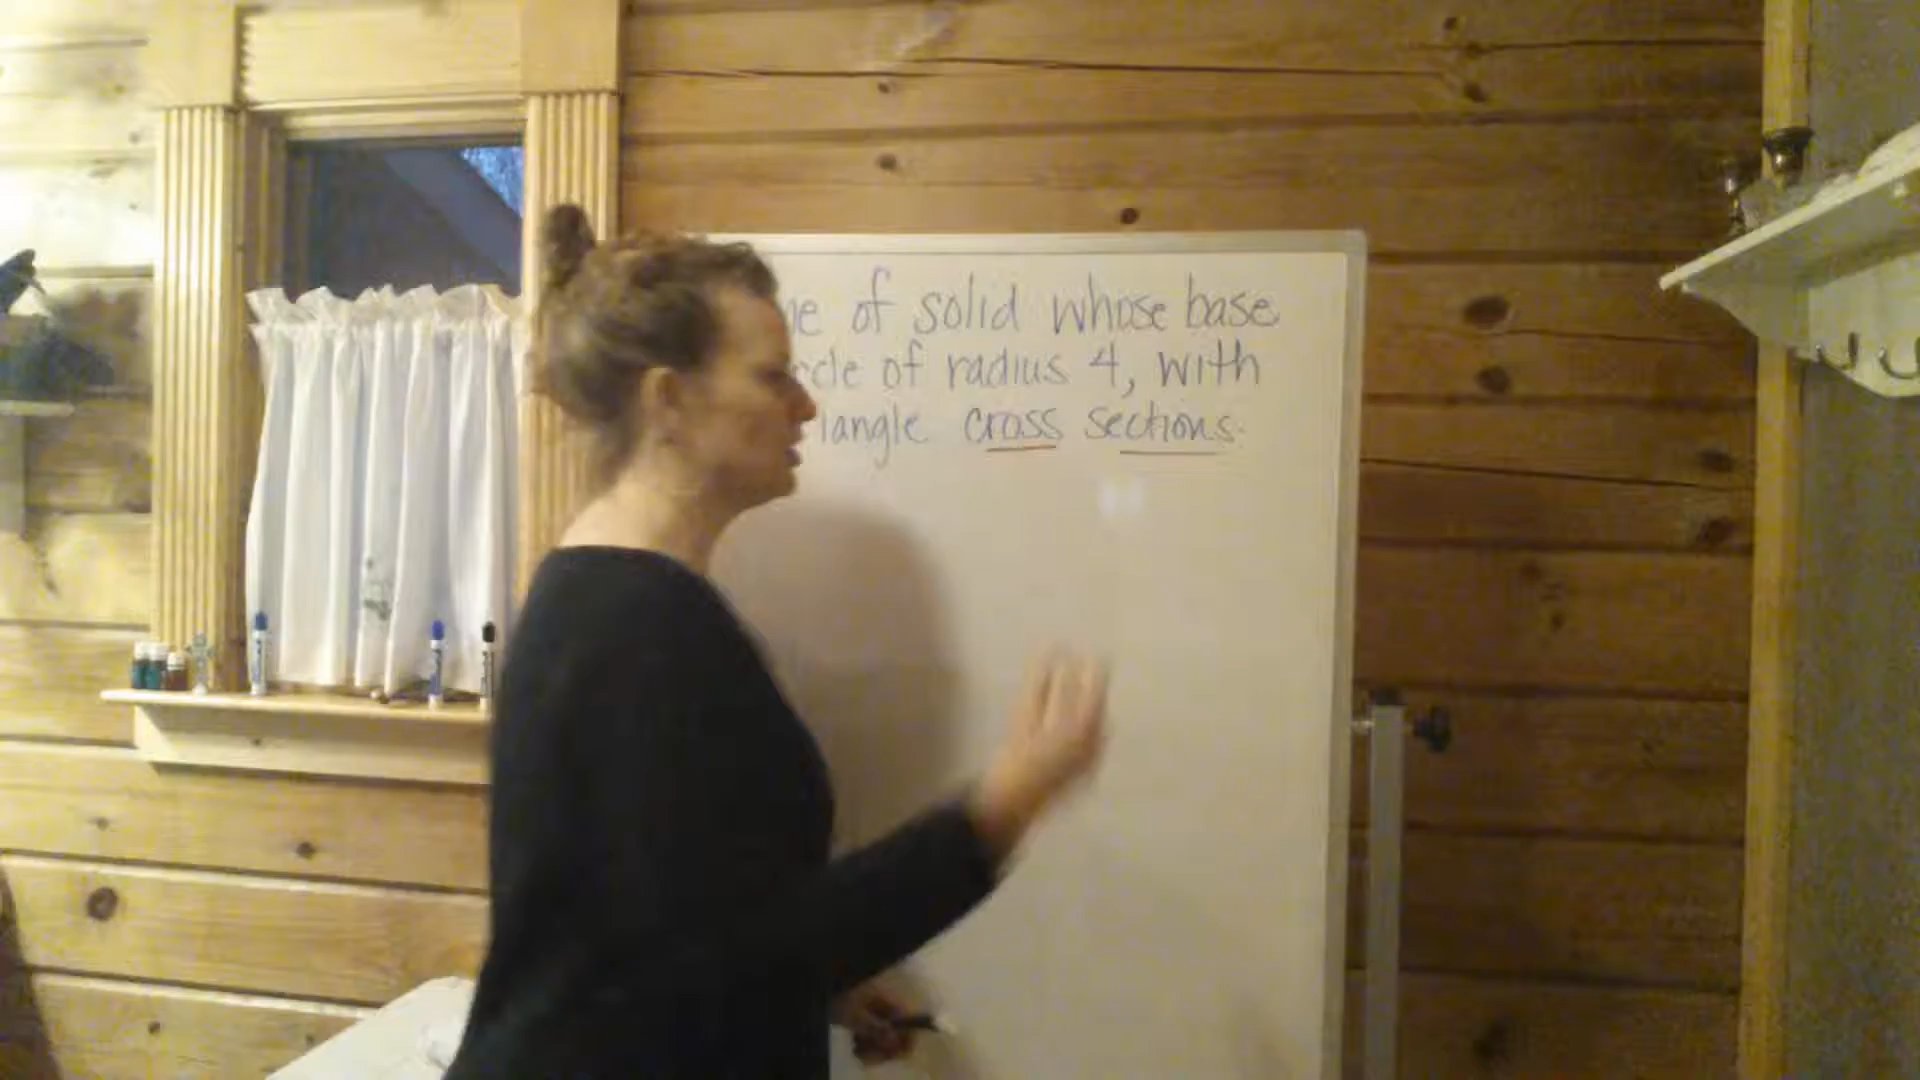 of solid whose base
of radius 4, with
cross sections.